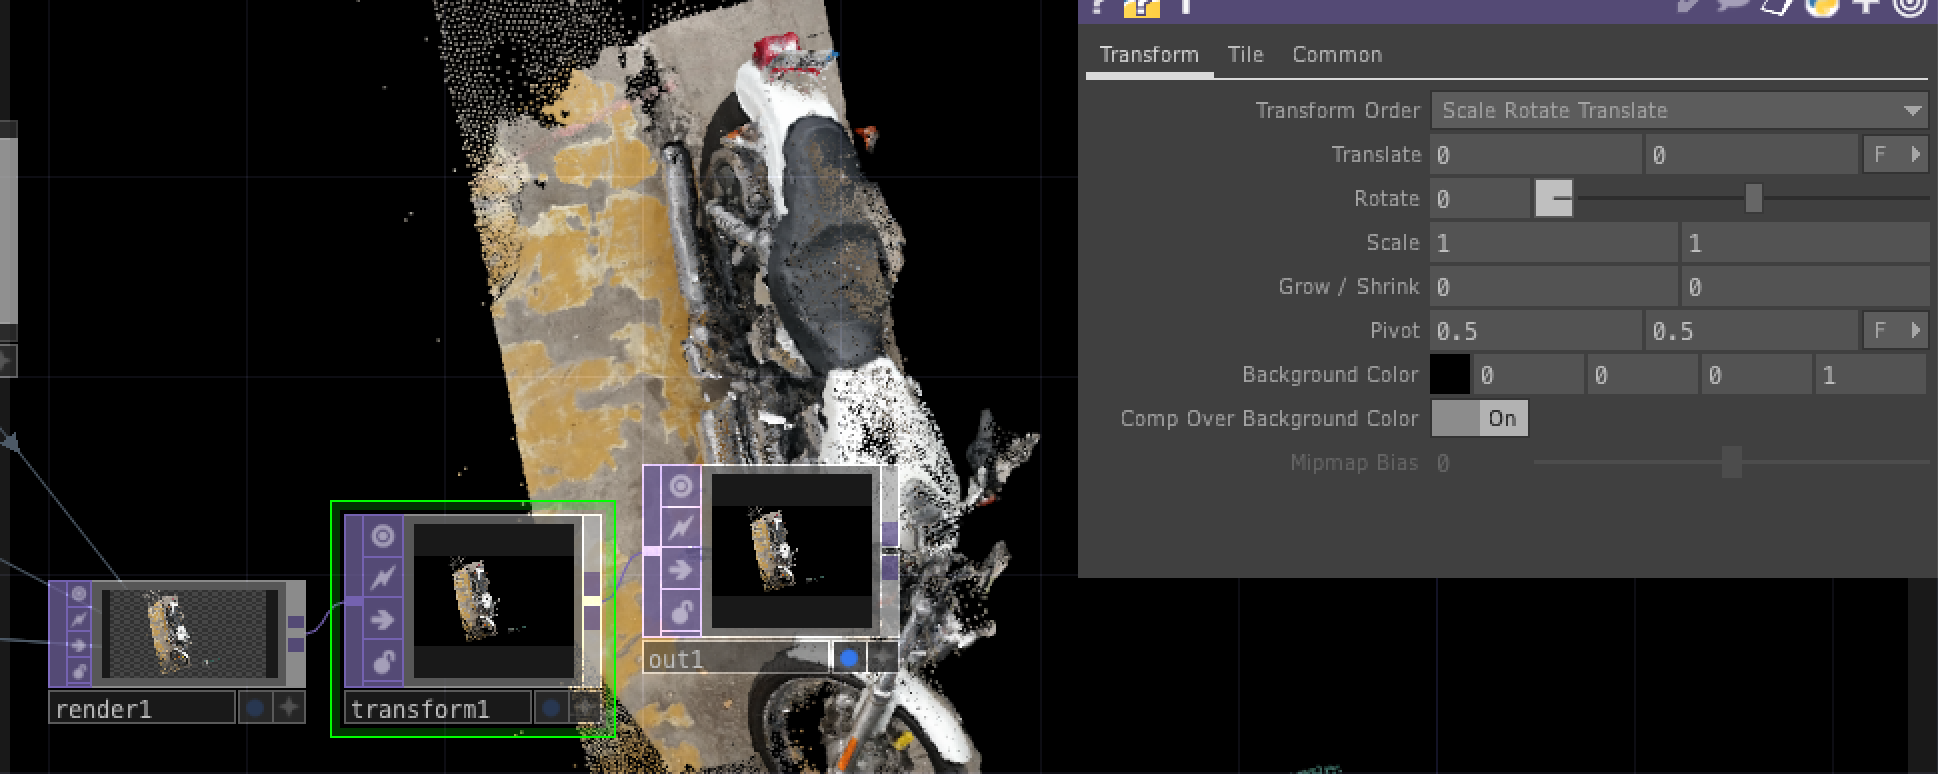 Transform Tile Common
Transform Order Scale Rotate Translate
Translate 0 0 F
Rotate 0
Scale 1 1
Grow / Shrink 0 0
Pivot 0.5 0.5 F
Background Color 0 0 0 1
Comp Over Background Color On
Mipmap Bias 0
out1
render1
transform1